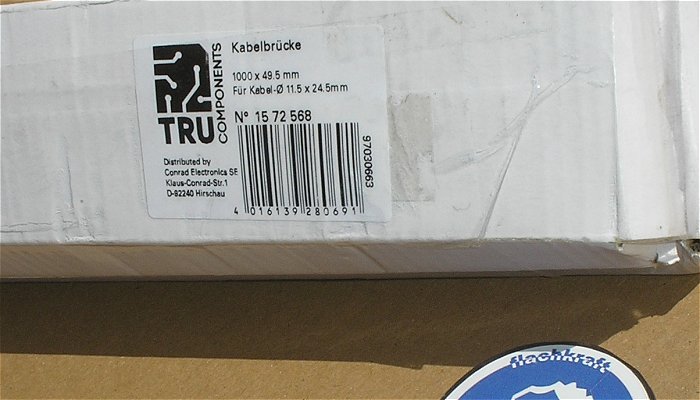 Kabelbrücke
1000 x 49.5 mm
Für Kabel-Ø 11.5 x 24.5mm
N° 15 72 568
TRU
COMPONENTS
Distributed by
Conrad Electronics SE
Klaus-Conrad-Str.1
D-92240 Hirschau
97030663
4 016139 280691
flachkraft